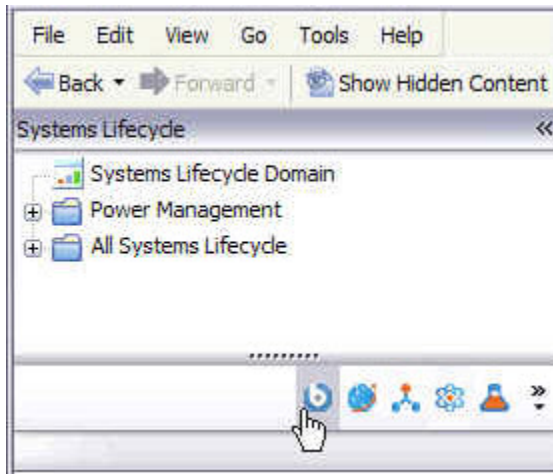 File Edit View Go Tools Help
Back Forward Show Hidden Content
Systems Lifecycle
Systems Lifecycle Domain
Power Management
All Systems Lifecycle